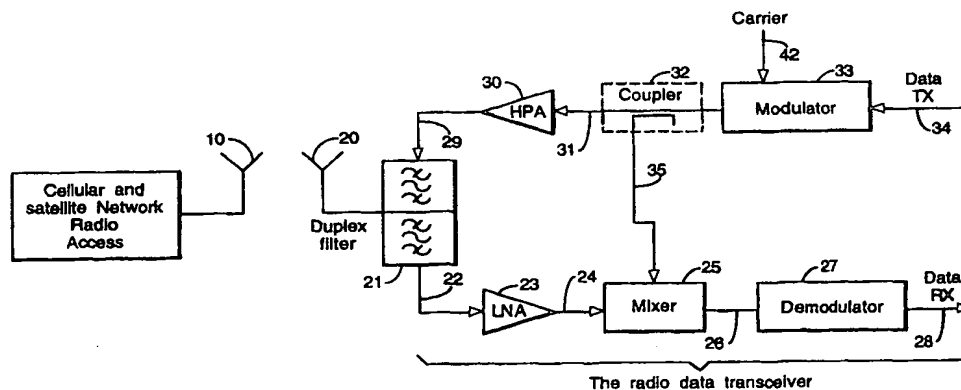 Carrier
42
32
33
30
Coupler
Data
TX
HPA
Modulator
34
31
29
10
20
35
Cellular and
satellite Network
Radio
Access
Duplex
filter
21
22
23
24
25
27
Data
RX
LNA
Mixer
Demodulator
26
28
The radio data transceiver